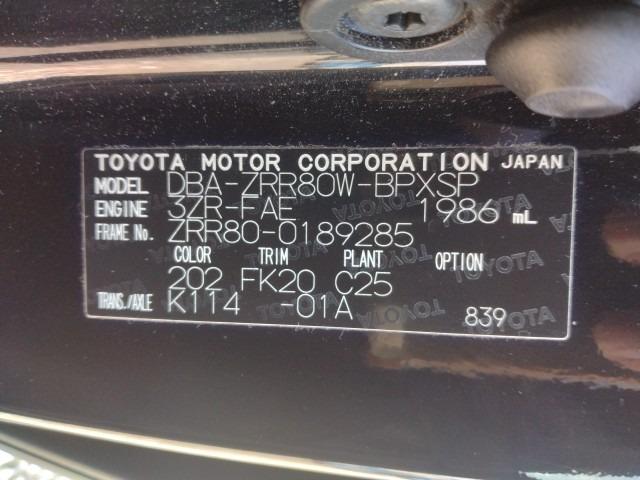 TOYOTA MOTOR CORPORATION JAPAN
MODEL DBA-ZRR80W-BPXSP
ENGINE 3ZR-FAE 1986 mL
FRAME No. ZRR80-0189285
COLOR TRIM PLANT OPTION
202 FK20 C25
TRANS./AXLE K114 -01A 839